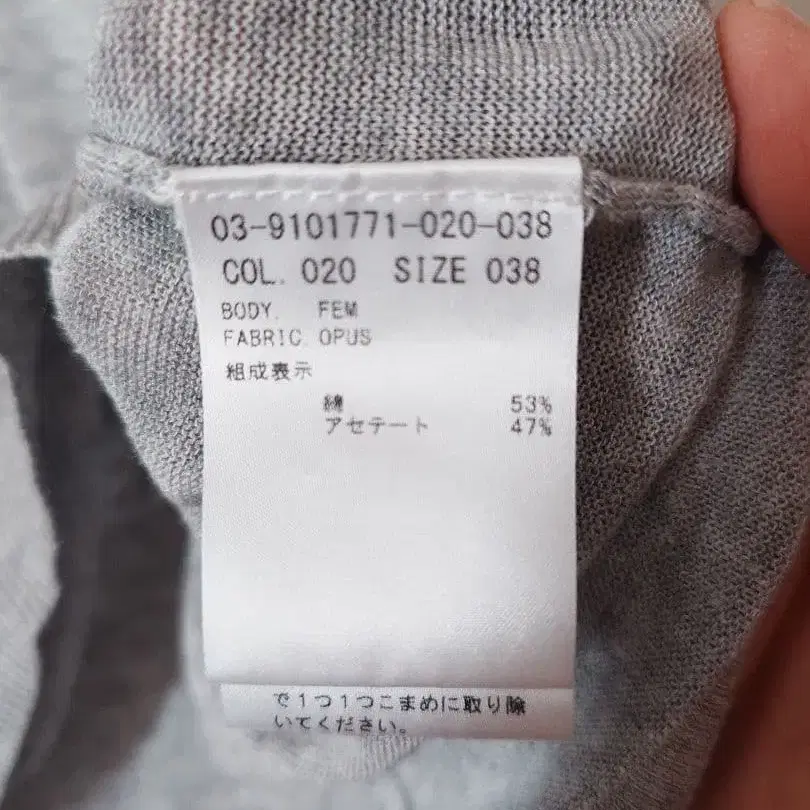 03-9101771-020-038
COL. 020 SIZE 038
BODY. FEM
FABRIC. OPUS
組成表示
綿 53%
アセテート 47%
で1つ1つこまめに取り除
いてください。